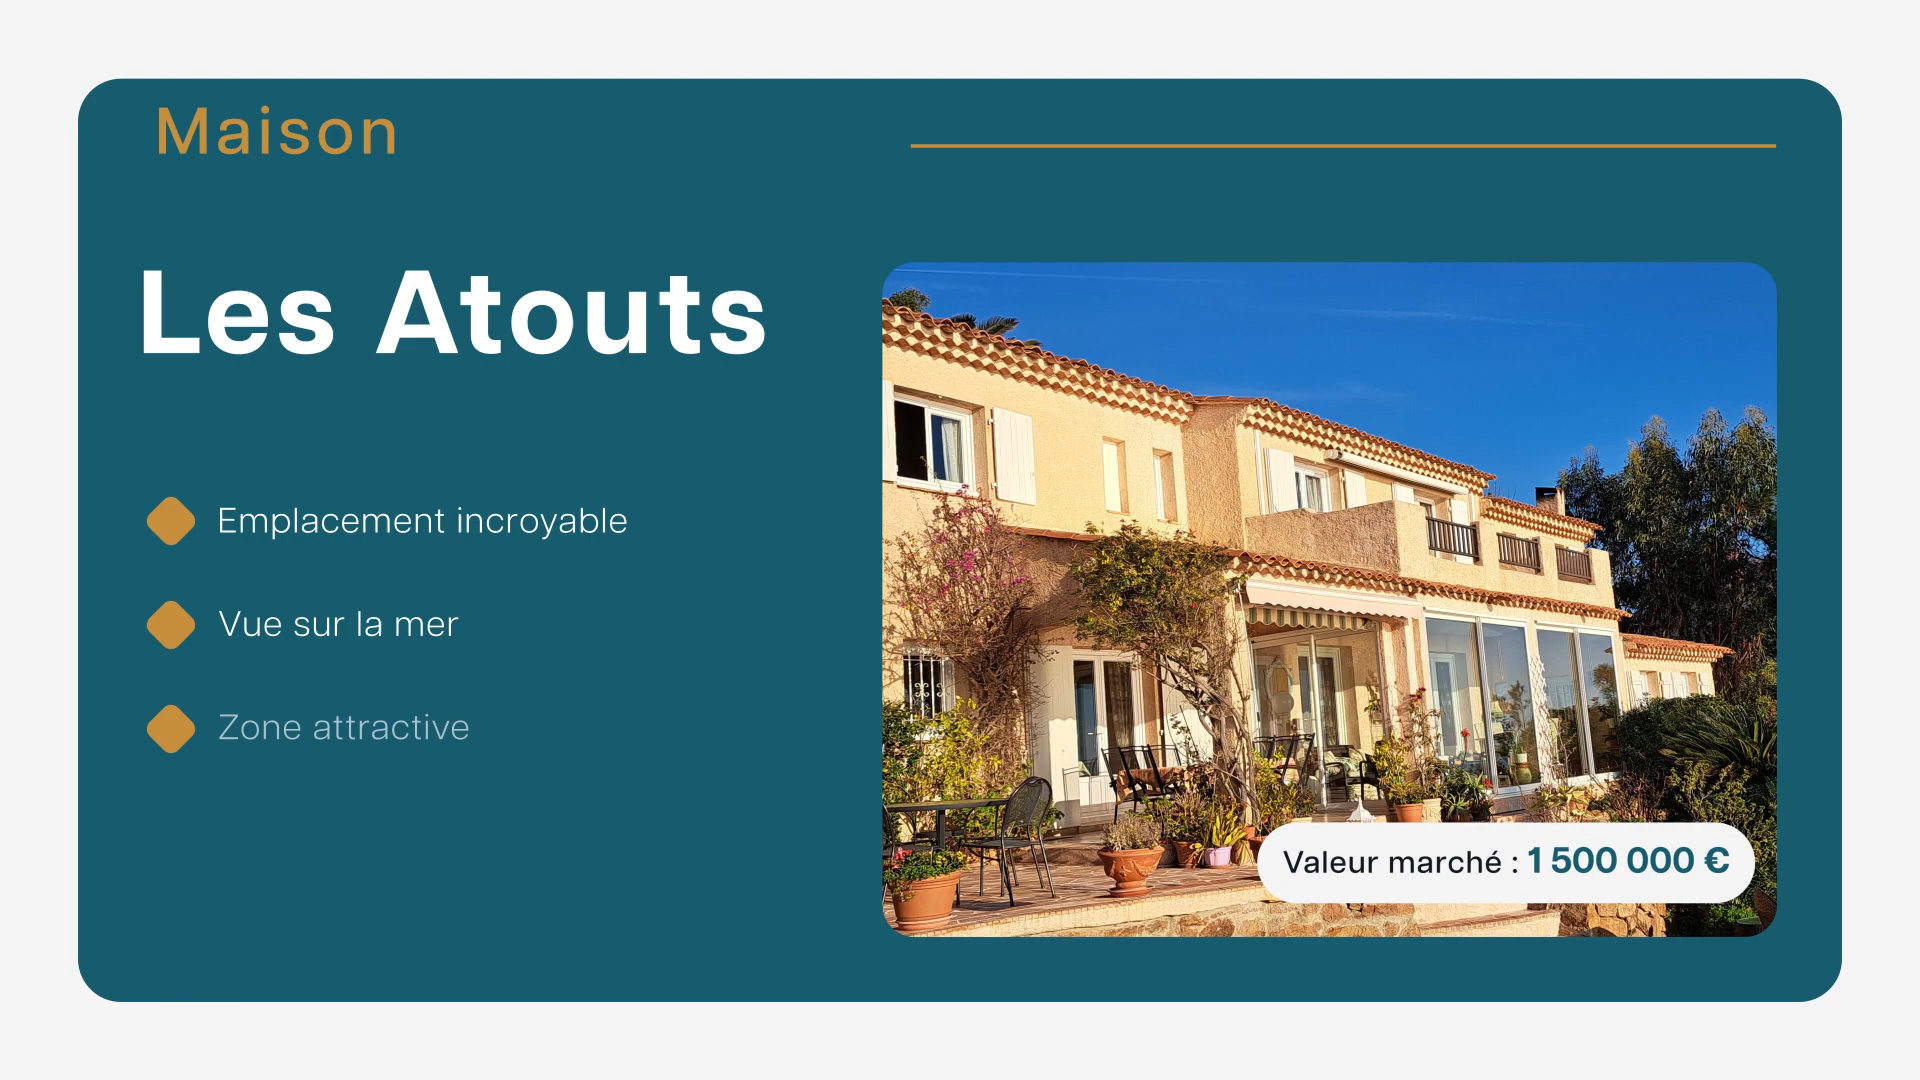 Maison
Les Atouts
Emplacement incroyable
Vue sur la mer
Zone attractive
Valeur marché : 1 500 000 €